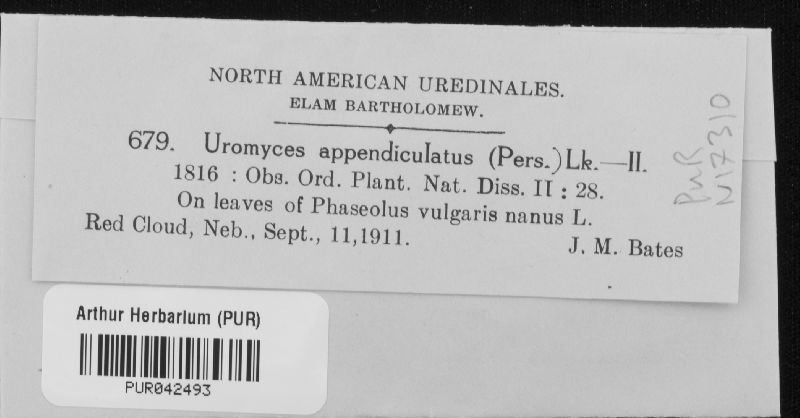 NORTH AMERICAN UREDINALES.
ELAM BARTHOLOMEW.
679. Uromyces appendiculatus (Pers.) Lk.—II.
1816 : Obs. Ord. Plant. Nat. Diss. II : 28.
On leaves of Phaseolus vulgaris nanus L.
Red Cloud, Neb., Sept., 11,1911. J. M. Bates
PUR
N17310
Arthur Herbarium (PUR)
PUR042493